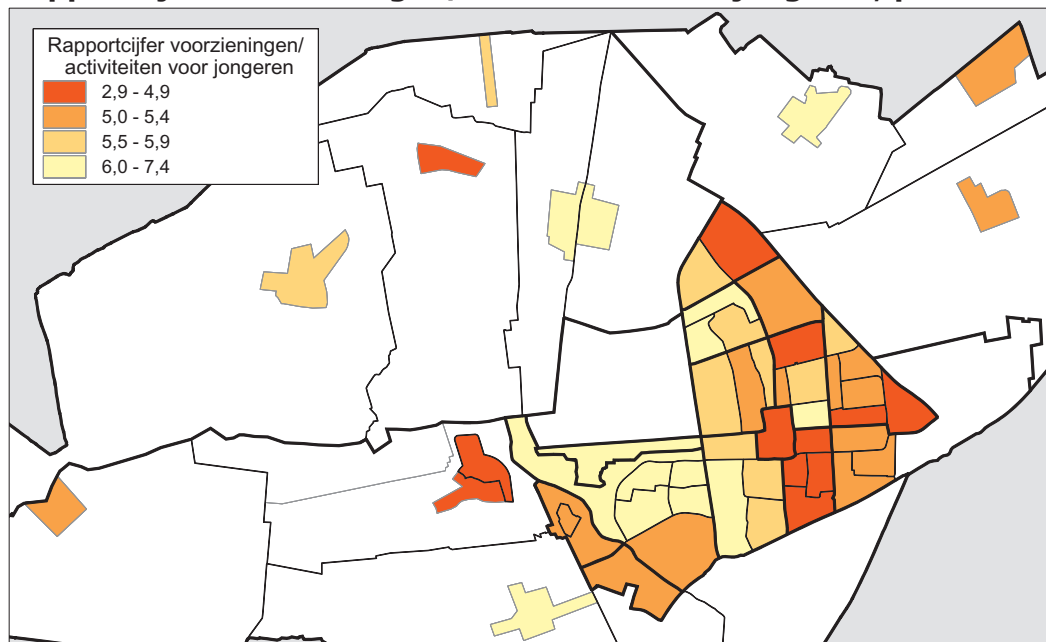 Rapportcijfer voorzieningen/
activiteiten voor jongeren
2,9 - 4,9
5,0 - 5,4
5,5 - 5,9
6,0 - 7,4